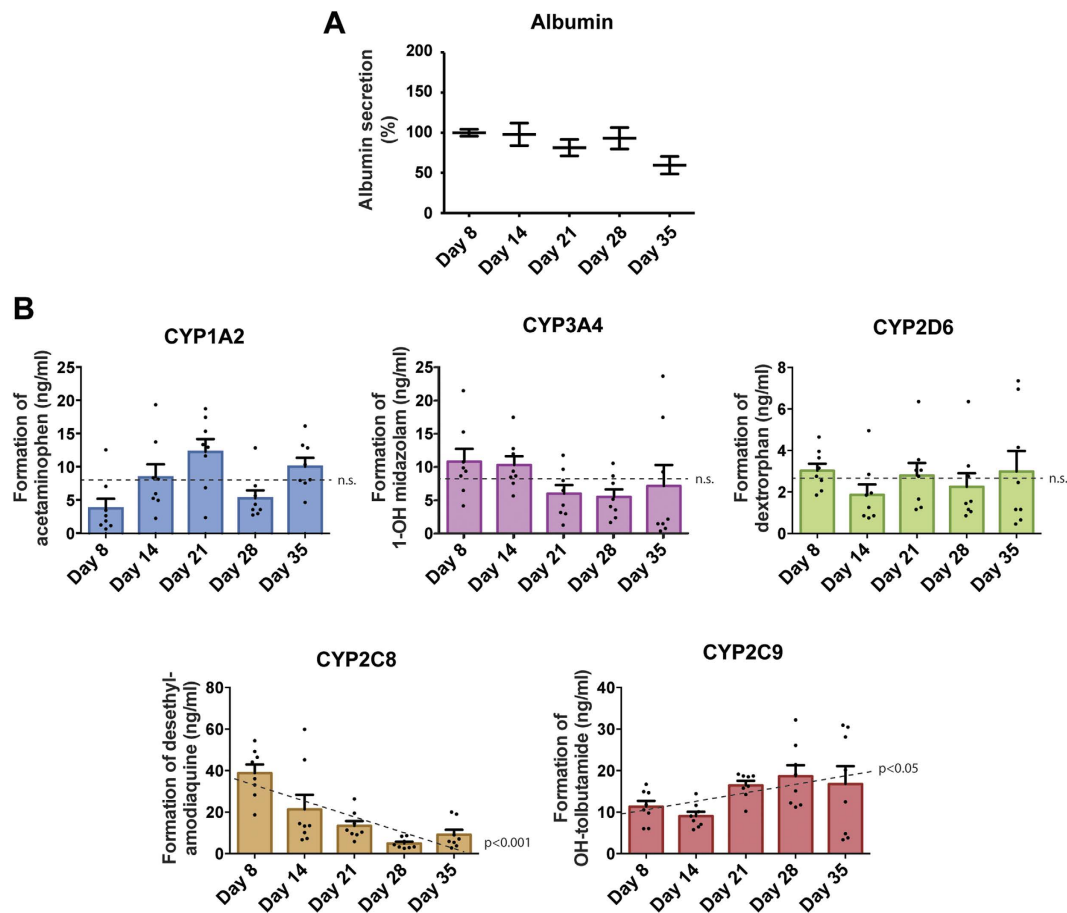 A
Albumin
Albumin secretion
(%)
200
150
100
50
0
Day 8
Day 14
Day 21
Day 28
Day 35
B
CYP1A2
Formation of
acetaminophen (ng/ml)
25
20
15
10
5
0
n.s.
Day 8
Day 14
Day 21
Day 28
Day 35
CYP3A4
Formation of
1-OH midazolam (ng/ml)
25
20
15
10
5
0
n.s.
Day 8
Day 14
Day 21
Day 28
Day 35
CYP2D6
Formation of
dextrorphan (ng/ml)
8
6
4
2
0
n.s.
Day 8
Day 14
Day 21
Day 28
Day 35
CYP2C8
Formation of desethyl-
amodiaquine (ng/ml)
80
60
40
20
0
p<0.001
Day 8
Day 14
Day 21
Day 28
Day 35
CYP2C9
Formation of
OH-tolbutamide (ng/ml)
40
30
20
10
0
p<0.05
Day 8
Day 14
Day 21
Day 28
Day 35